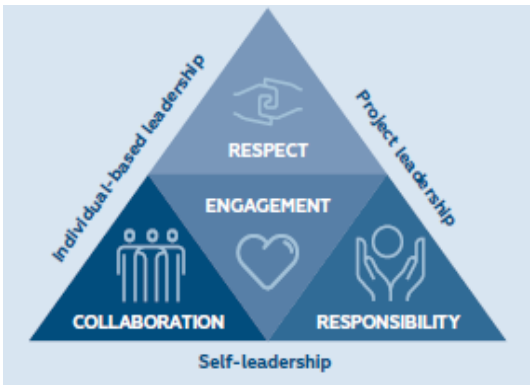 Individual-based leadership
Project leadership
RESPECT
ENGAGEMENT
COLLABORATION
RESPONSIBILITY
Self-leadership